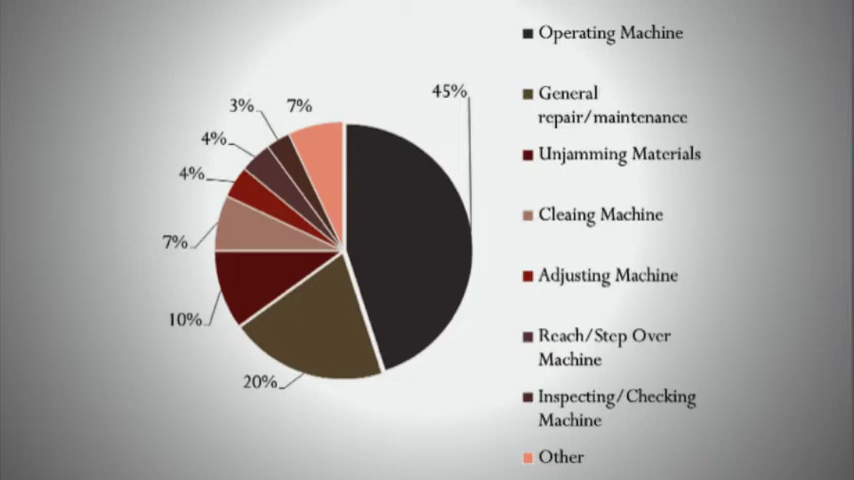 45%
20%
10%
7%
4%
4%
3%
7%
Operating Machine
General
repair/maintenance
Unjamming Materials
Cleaing Machine
Adjusting Machine
Reach/Step Over
Machine
Inspecting/Checking
Machine
Other